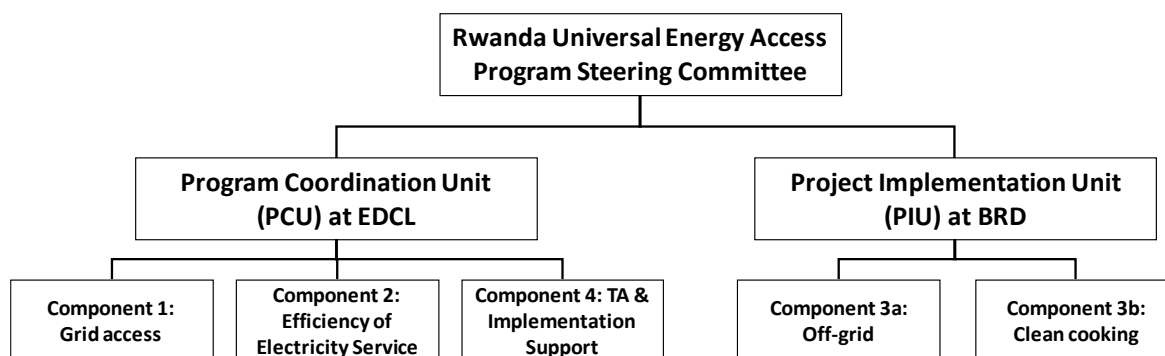 Rwanda Universal Energy Access
Program Steering Committee
Program Coordination Unit
(PCU) at EDCL
Project Implementation Unit
(PIU) at BRD
Component 1:
Grid access
Component 2:
Efficiency of
Electricity Service
Component 4: TA &
Implementation
Support
Component 3a:
Off-grid
Component 3b:
Clean cooking